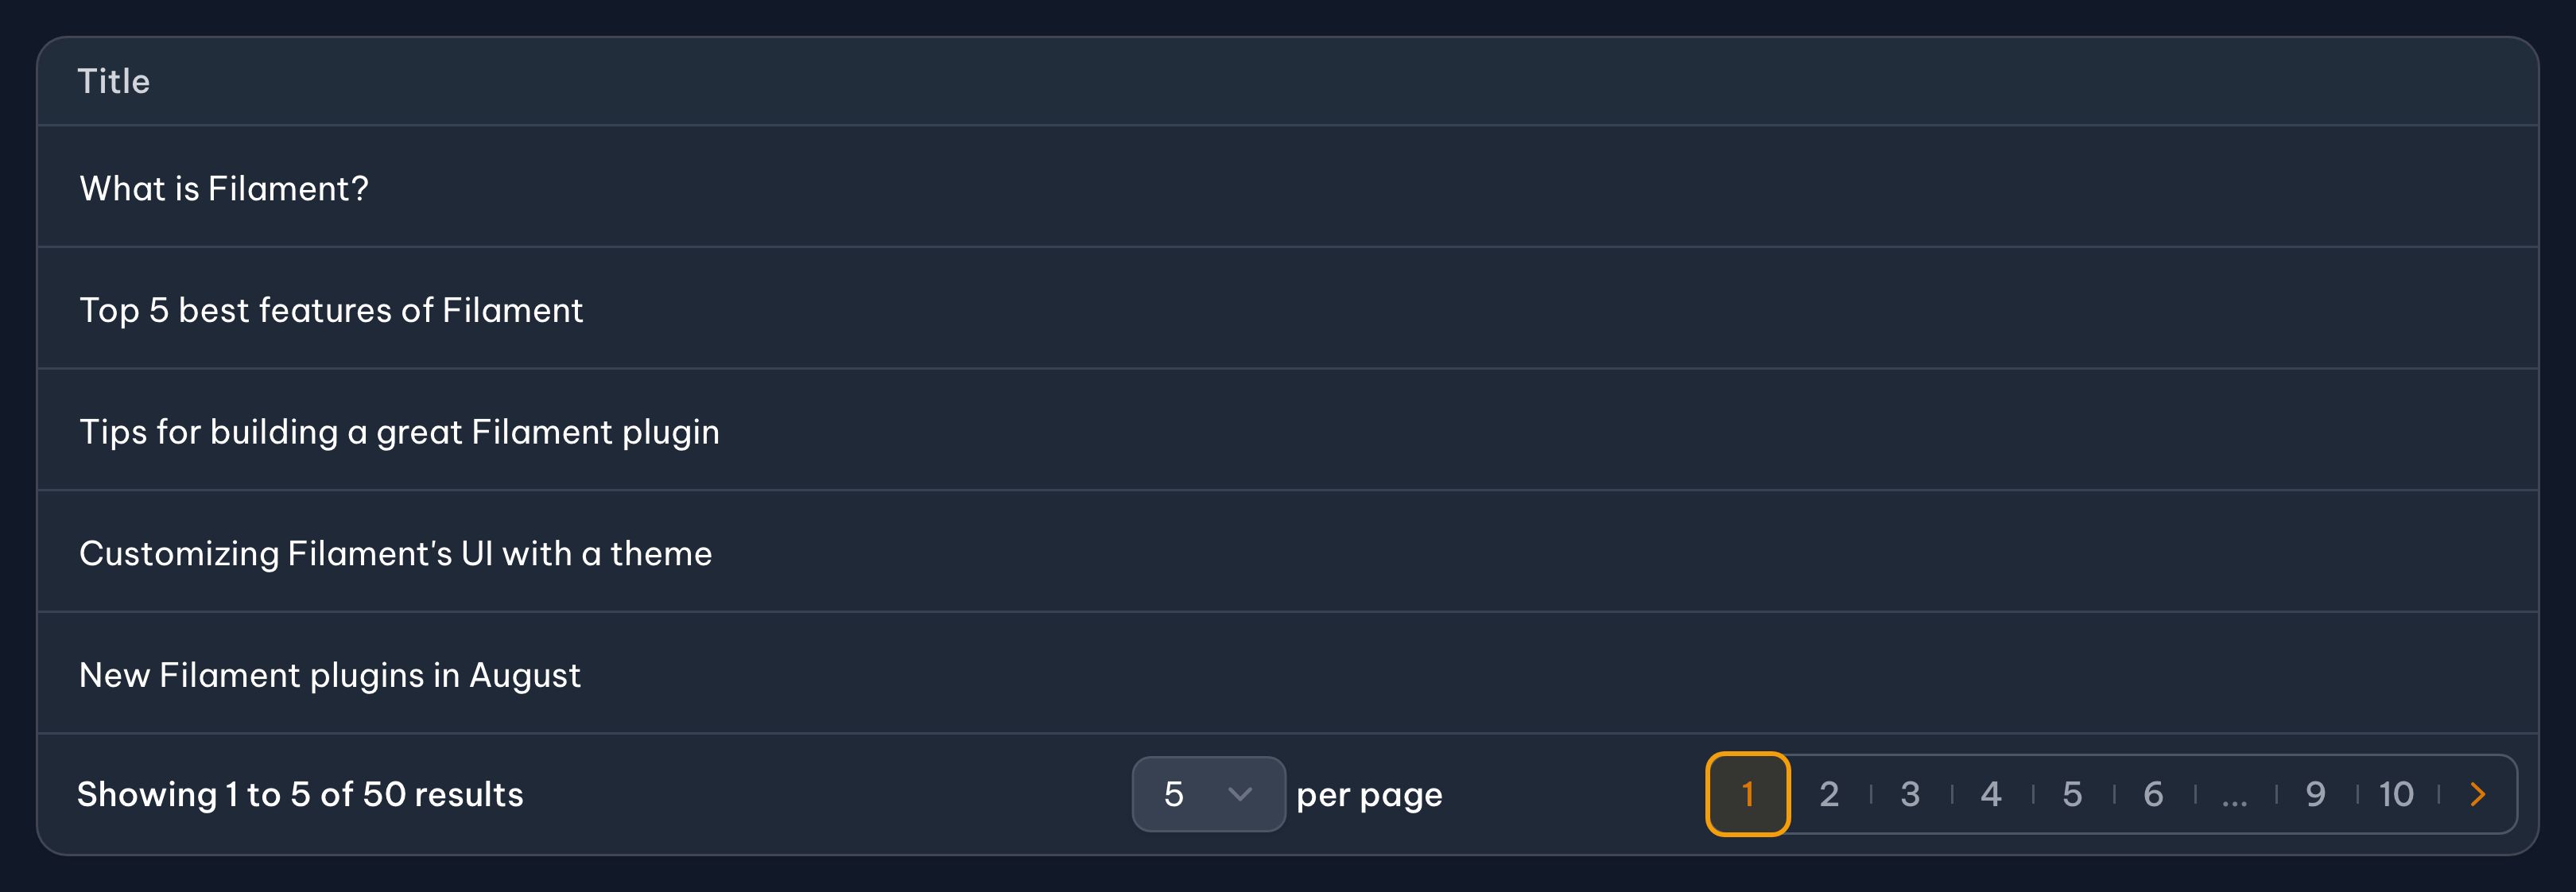 Title
What is Filament?
Top 5 best features of Filament
Tips for building a great Filament plugin
Customizing Filament's UI with a theme
New Filament plugins in August
Showing 1 to 5 of 50 results 5 per page 1 2 3 4 5 6 ... 9 10